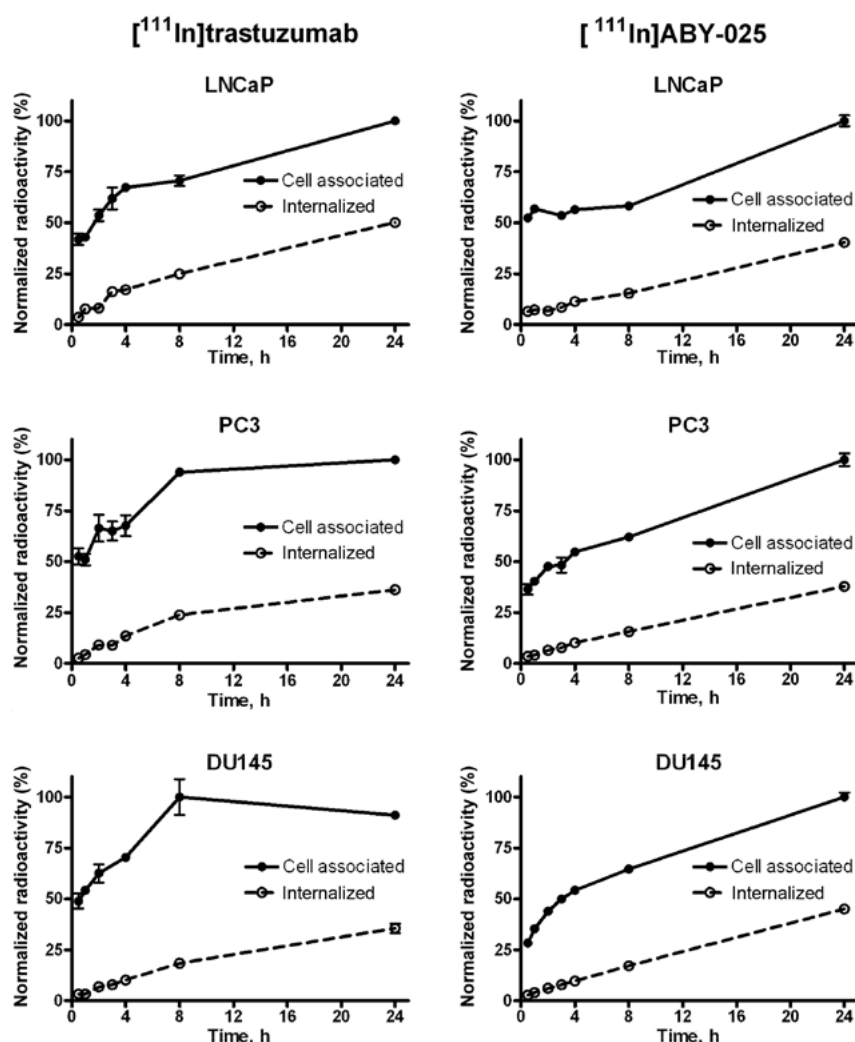 [¹¹¹In]trastuzumab
[ ¹¹¹In]ABY-025
LNCaP
Normalized radioactivity (%)
100
75
50
25
0
Cell associated
Internalized
0 4 8 12 16 20 24
Time, h
LNCaP
Normalized radioactivity (%)
100
75
50
25
0
Cell associated
Internalized
0 4 8 12 16 20 24
Time, h
PC3
Normalized radioactivity (%)
100
75
50
25
0
Cell associated
Internalized
0 4 8 12 16 20 24
Time, h
PC3
Normalized radioactivity (%)
100
75
50
25
0
Cell associated
Internalized
0 4 8 12 16 20 24
Time, h
DU145
Normalized radioactivity (%)
100
75
50
25
0
Cell associated
Internalized
0 4 8 12 16 20 24
Time, h
DU145
Normalized radioactivity (%)
100
75
50
25
0
Cell associated
Internalized
0 4 8 12 16 20 24
Time, h